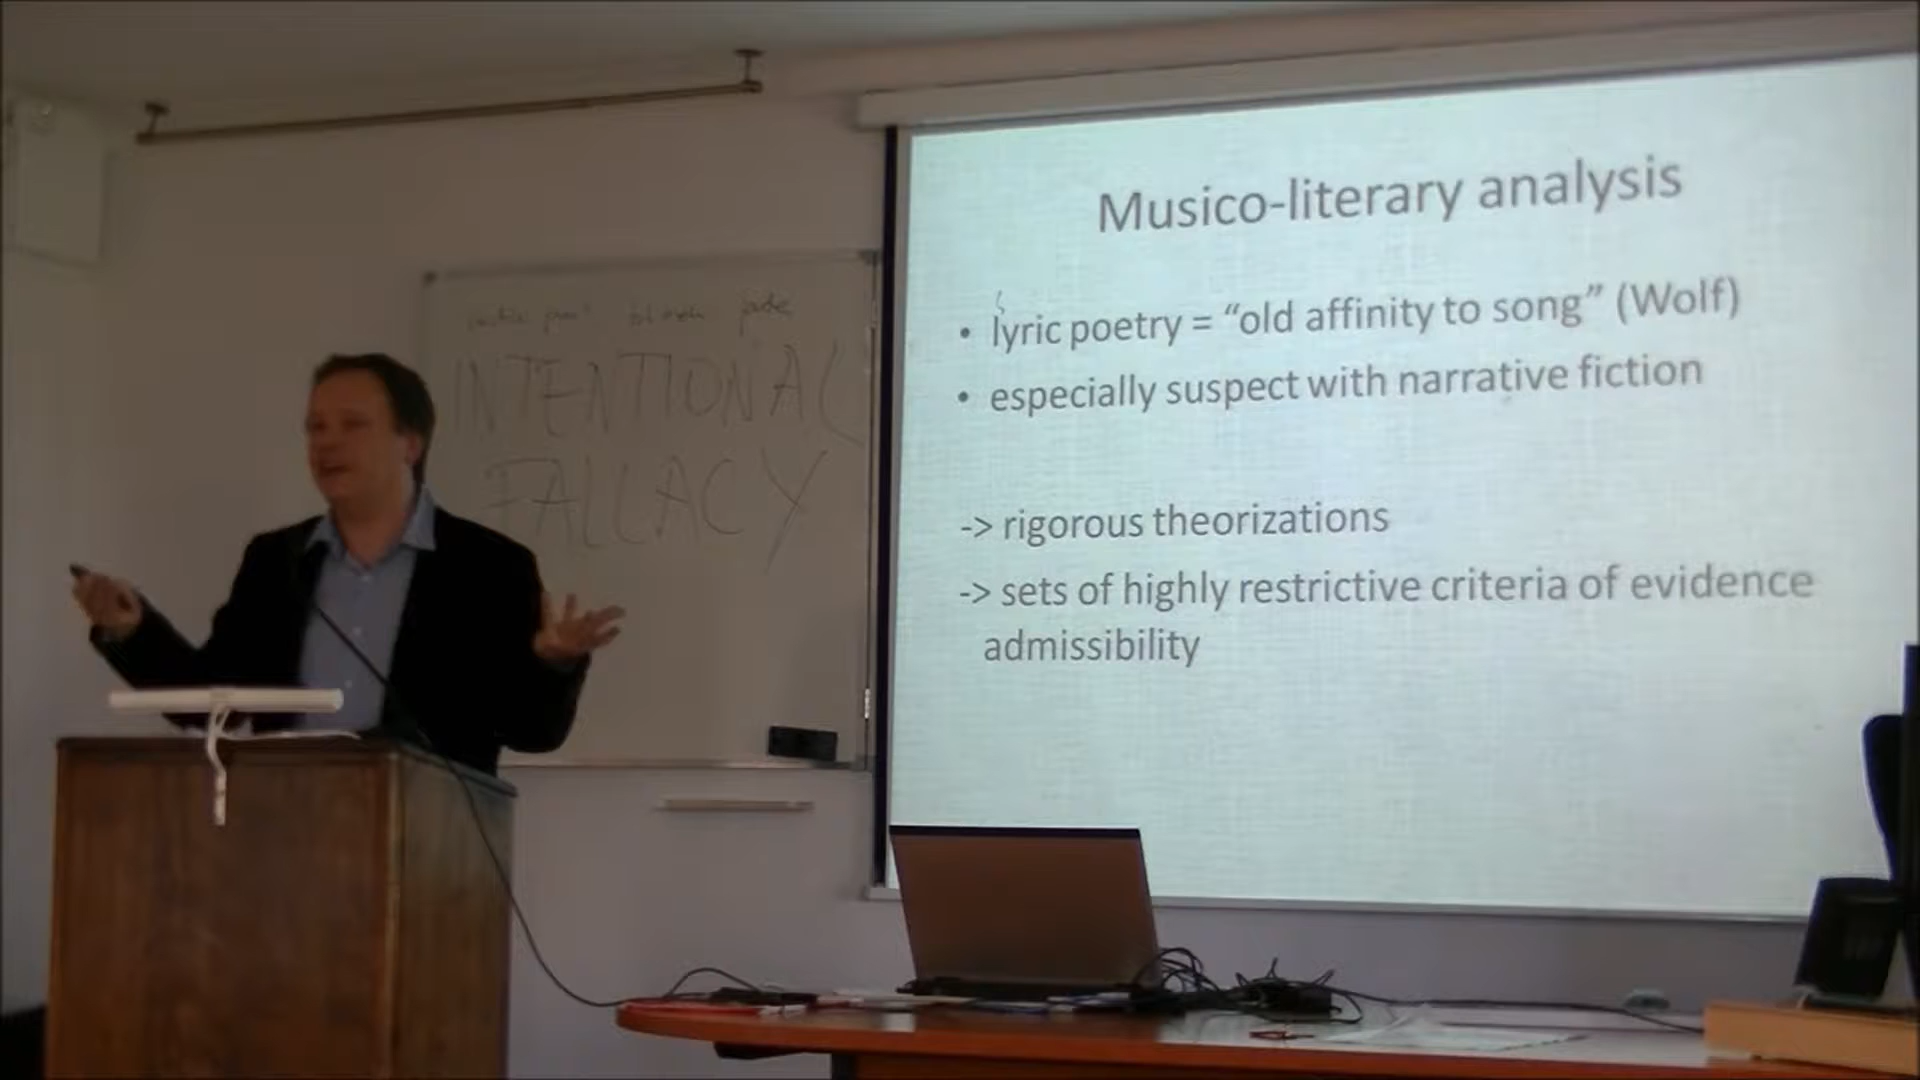 INTENTIONAL
FALLACY
Musico-literary analysis
• lyric poetry = “old affinity to song” (Wolf)
• especially suspect with narrative fiction
-> rigorous theorizations
-> sets of highly restrictive criteria of evidence
admissibility